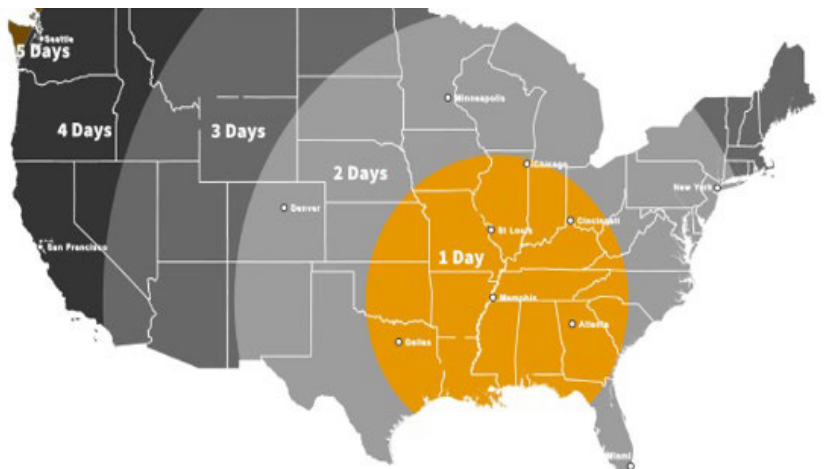 Seattle
5 Days
4 Days
3 Days
Minneapolis
2 Days
Chicago
New York
Denver
Cincinnati
St Louis
San Francisco
1 Day
Memphis
Atlanta
Dallas
Miami